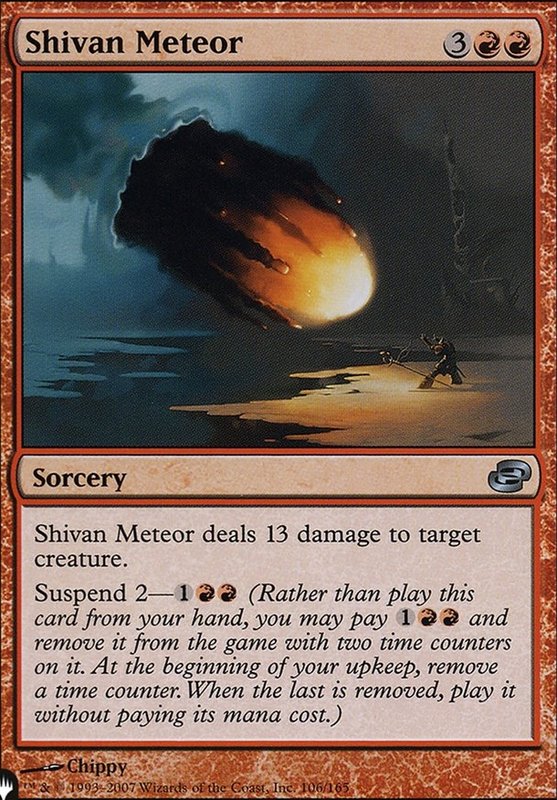 Shivan Meteor 3
Sorcery
Shivan Meteor deals 13 damage to target
creature.
Suspend 2—1 (Rather than play this
card from your hand, you may pay 1 and
remove it from the game with two time counters
on it. At the beginning of your upkeep, remove
a time counter. When the last is removed, play it
without paying its mana cost.)
Chippy
™ & © 1993–2007 Wizards of the Coast, Inc. 106/165